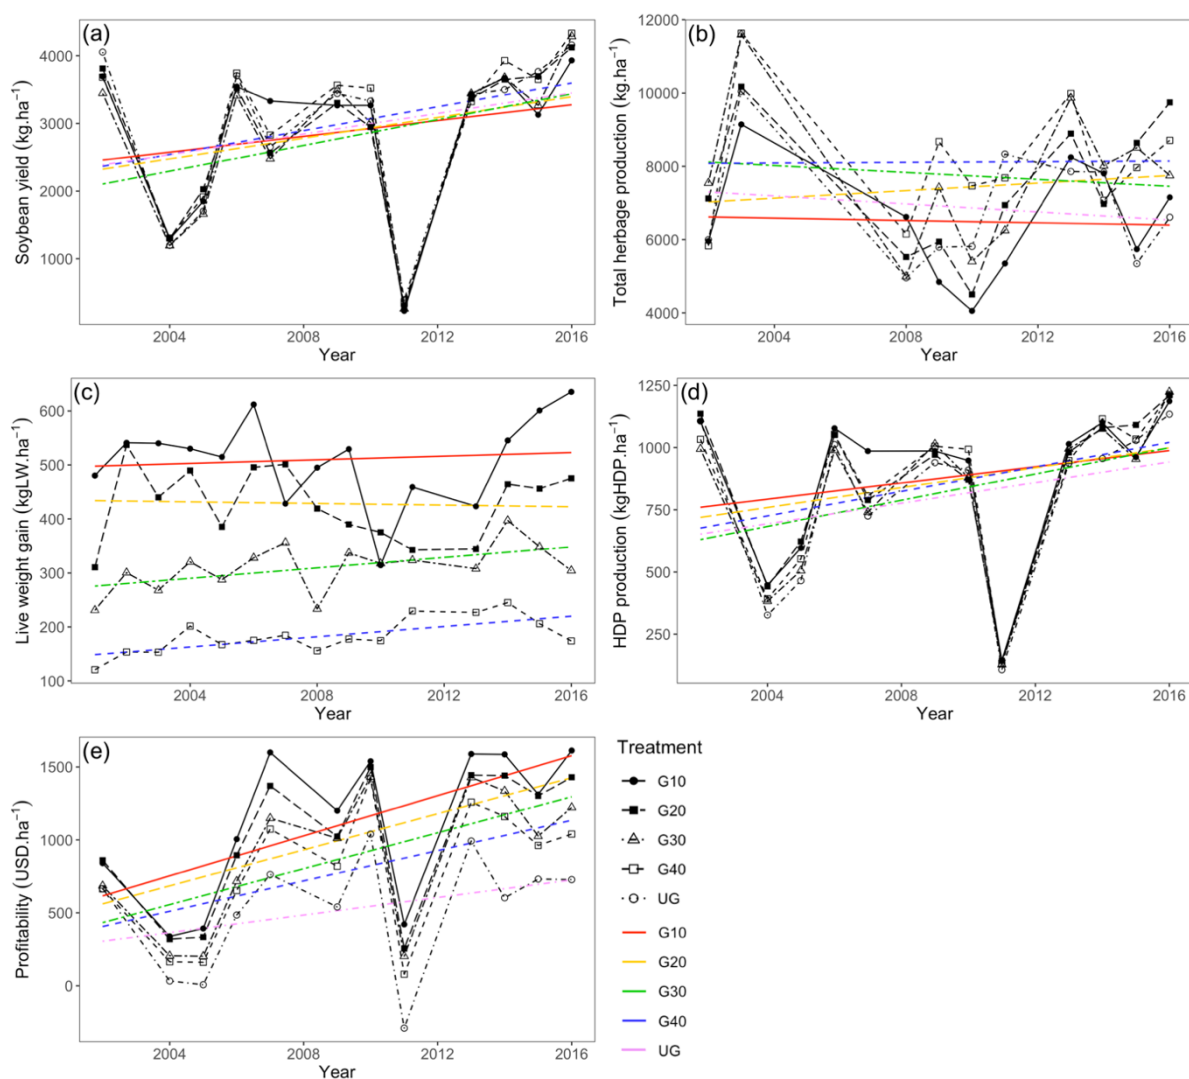 (a)
Soybean yield (kg.ha⁻¹)
4000
3000
2000
1000
2004 2008 2012 2016
Year
(b)
Total herbage production (kg.ha⁻¹)
12000
10000
8000
6000
4000
2004 2008 2012 2016
Year
(c)
Live weight gain (kgLW.ha⁻¹)
600
500
400
300
200
100
2004 2008 2012 2016
Year
(d)
HDP production (kgHDP.ha⁻¹)
1250
1000
750
500
250
2004 2008 2012 2016
Year
(e)
Profitability (USD.ha⁻¹)
1500
1000
500
0
2004 2008 2012 2016
Year
Treatment
G10
G20
G30
G40
UG
G10
G20
G30
G40
UG